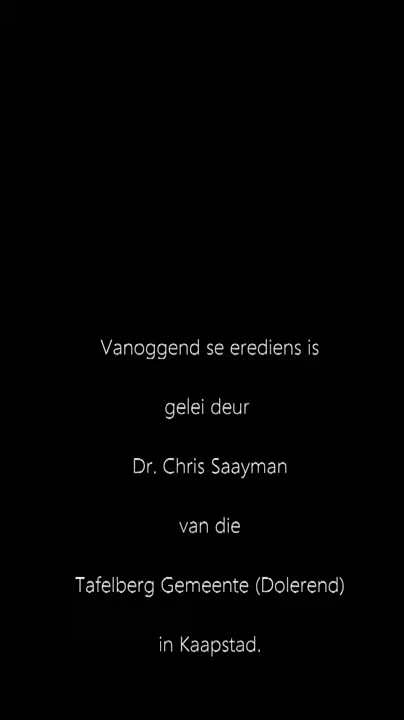 Vanoggend se erediens is
gelei deur
Dr. Chris Saayman
van die
Tafelberg Gemeente (Dolerend)
in Kaapstad.